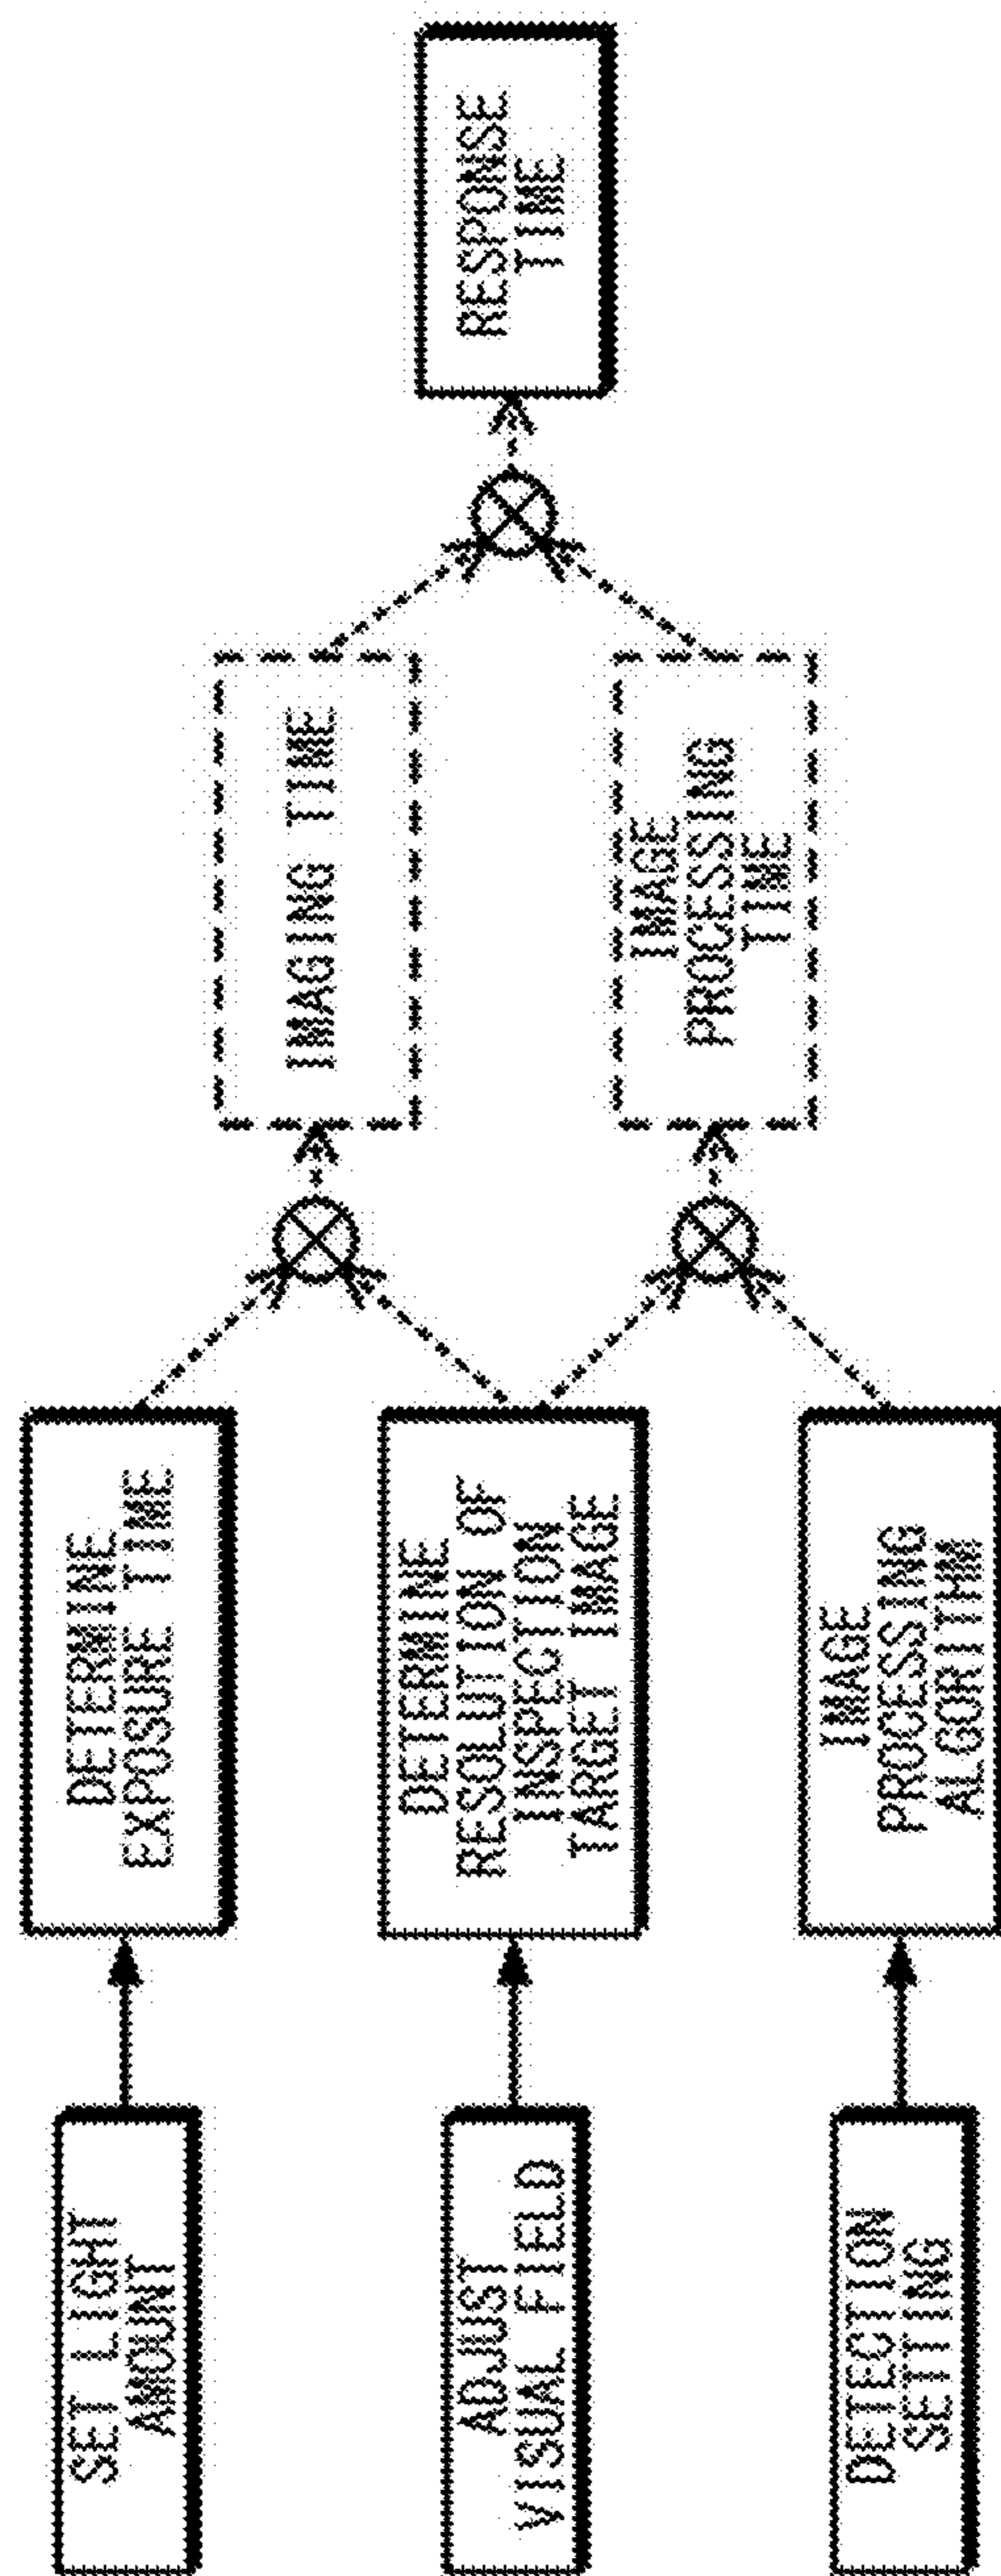 SET LIGHT
AMOUNT
DETERMINE
EXPOSURE TIME
IMAGING TIME
ADJUST
VISUAL FIELD
DETERMINE
RESOLUTION OF
INSPECTION
TARGET IMAGE
RESPONSE
TIME
IMAGE
PROCESSING
TIME
DETECTION
SETTING
IMAGE
PROCESSING
ALGORITHM